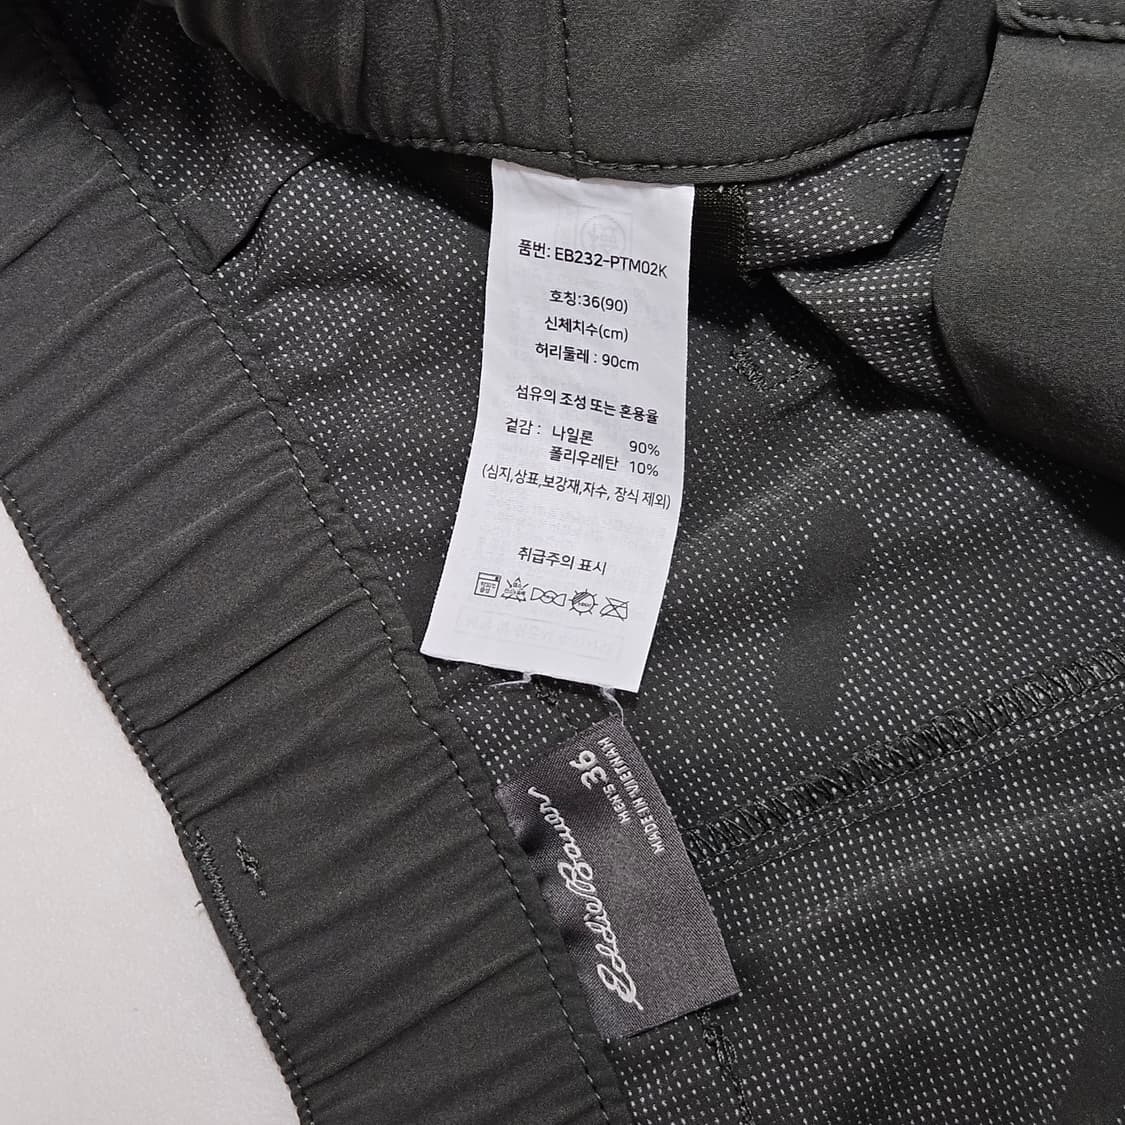 품번: EB232-PTM02K
호칭:36(90)
신체치수(cm)
허리둘레 : 90cm
섬유의 조성 또는 혼용율
겉감 : 나일론 90%
폴리우레탄 10%
(심지,상표,보강재,자수, 장식 제외)
취급주의 표시
Eddie Bauer
MEN'S 36
MADE IN VIETNAM